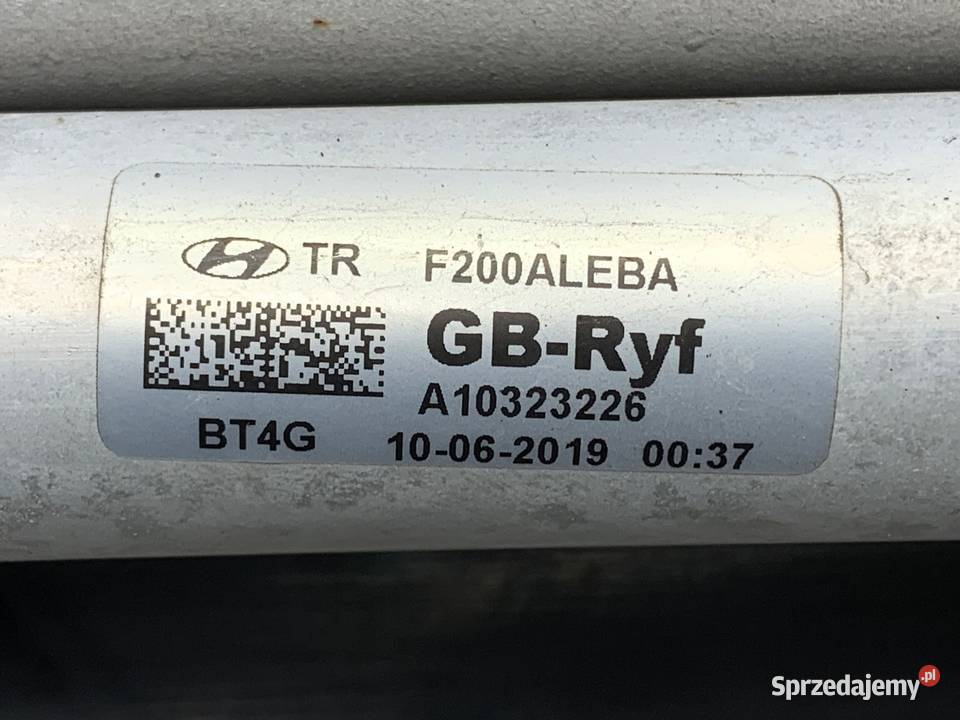 TR F200ALEBA
GB-Ryf
A10323226
BT4G 10-06-2019 00:37
Sprzedajemy.pl